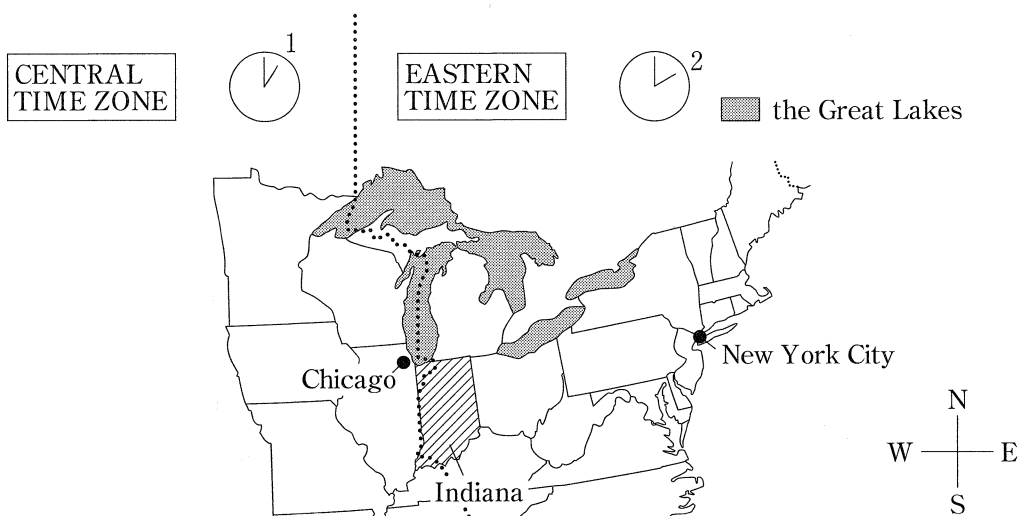 1
CENTRAL
TIME ZONE
EASTERN
TIME ZONE
2
the Great Lakes
New York City
Chicago
N
W
E
S
Indiana